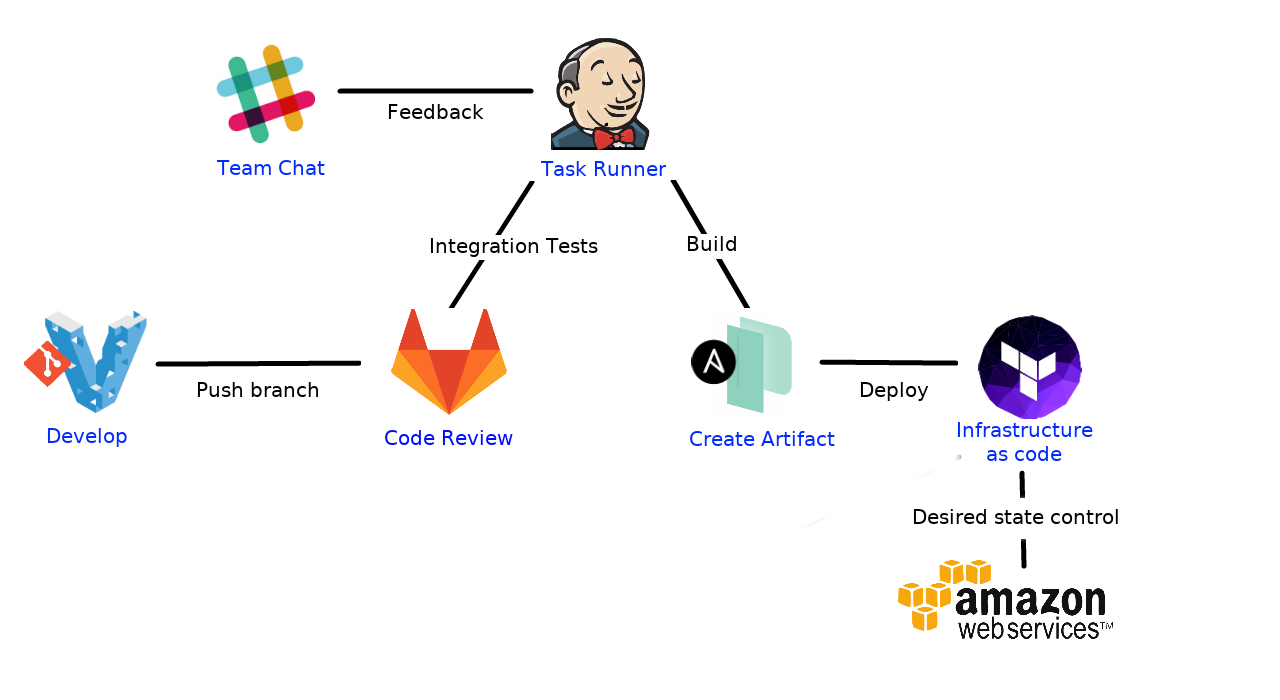 Feedback
Team Chat
Task Runner
Integration Tests
Build
Push branch
Deploy
Develop
Code Review
Create Artifact
Infrastructure
as code
Desired state control
amazon
webservices™